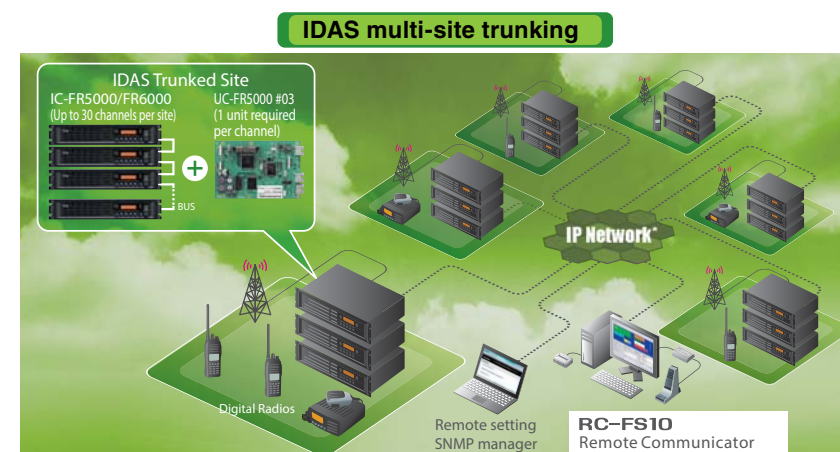 IDAS multi-site trunking
IDAS Trunked Site
IC-FR5000/FR6000
(Up to 30 channels per site)
UC-FR5000 #03
(1 unit required
per channel)
BUS
IP Network*
Digital Radios
Remote setting
SNMP manager
RC-FS10
Remote Communicator